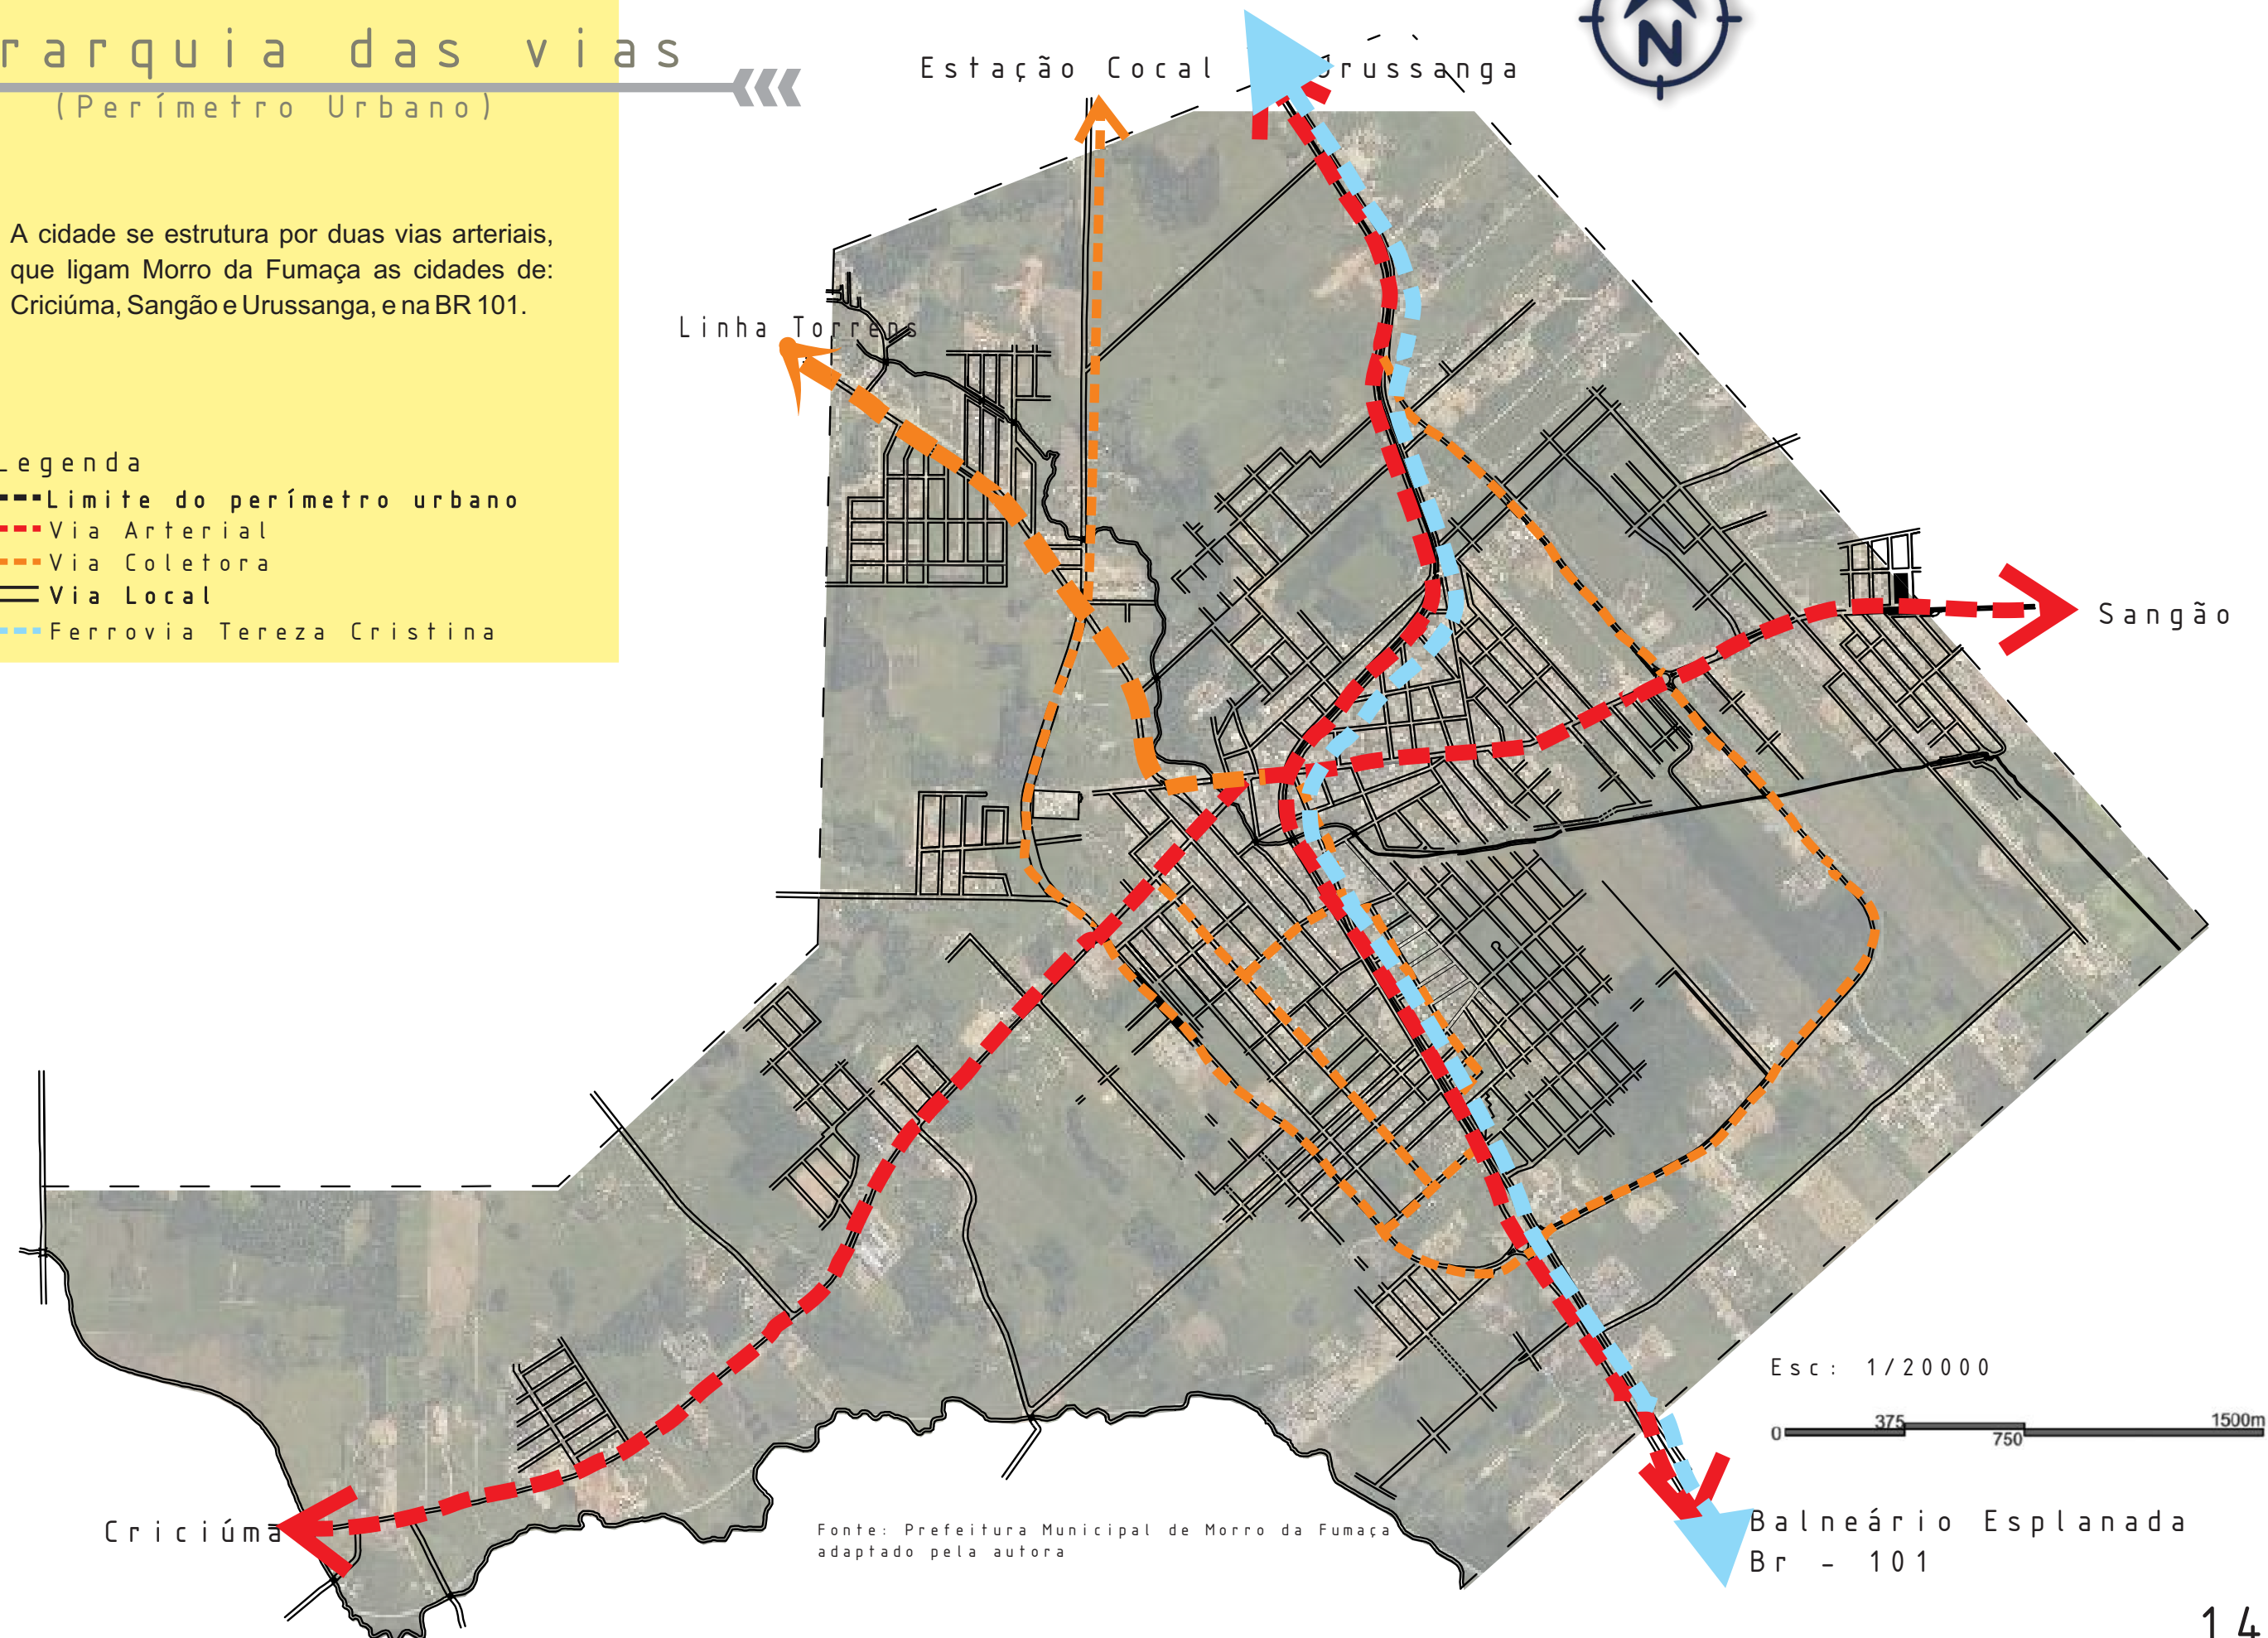 rarquia das vias
(Perímetro Urbano)
A cidade se estrutura por duas vias arteriais,
que ligam Morro da Fumaça as cidades de:
Criciúma, Sangão e Urussanga, e na BR 101.
Legenda
Limite do perímetro urbano
Via Arterial
Via Coletora
Via Local
Ferrovia Tereza Cristina
Estação Cocal
Urussanga
N
Linha Torrens
Sangão
Criciúma
Esc: 1/20000
0 375 750 1500m
Balneário Esplanada
Br - 101
Fonte: Prefeitura Municipal de Morro da Fumaça
adaptado pela autora
14